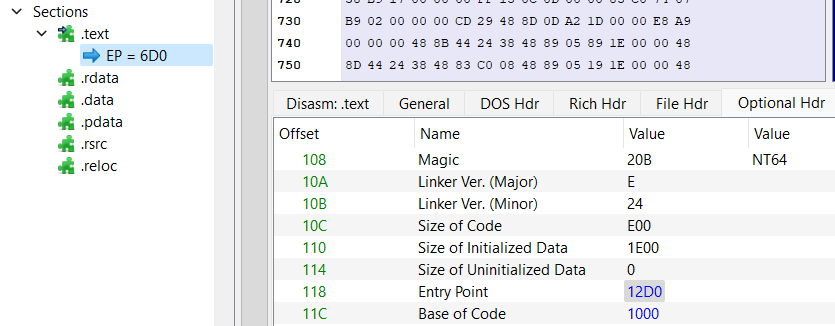 Sections
.text
EP = 6D0
.rdata
.data
.pdata
.rsrc
.reloc
730 B9 02 00 00 00 CD 29 48 8D 0D A2 1D 00 00 E8 A9
740 00 00 00 48 8B 44 24 38 48 89 05 89 1E 00 00 48
750 8D 44 24 38 48 83 C0 08 48 89 05 19 1E 00 00 48
Disasm: .text General DOS Hdr Rich Hdr File Hdr Optional Hdr
Offset Name Value Value
108 Magic 20B NT64
10A Linker Ver. (Major) E
10B Linker Ver. (Minor) 24
10C Size of Code E00
110 Size of Initialized Data 1E00
114 Size of Uninitialized Data 0
118 Entry Point 12D0
11C Base of Code 1000